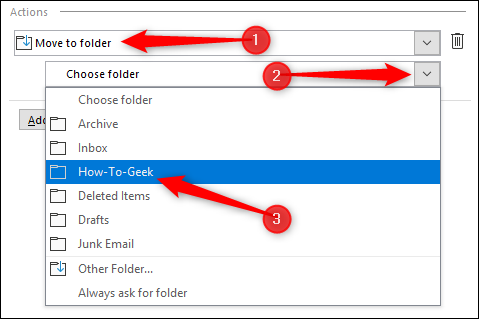 Actions
Move to folder
1
Choose folder
2
Choose folder
Add
Archive
Inbox
How-To-Geek
Deleted Items
3
Drafts
Junk Email
Other Folder...
Always ask for folder